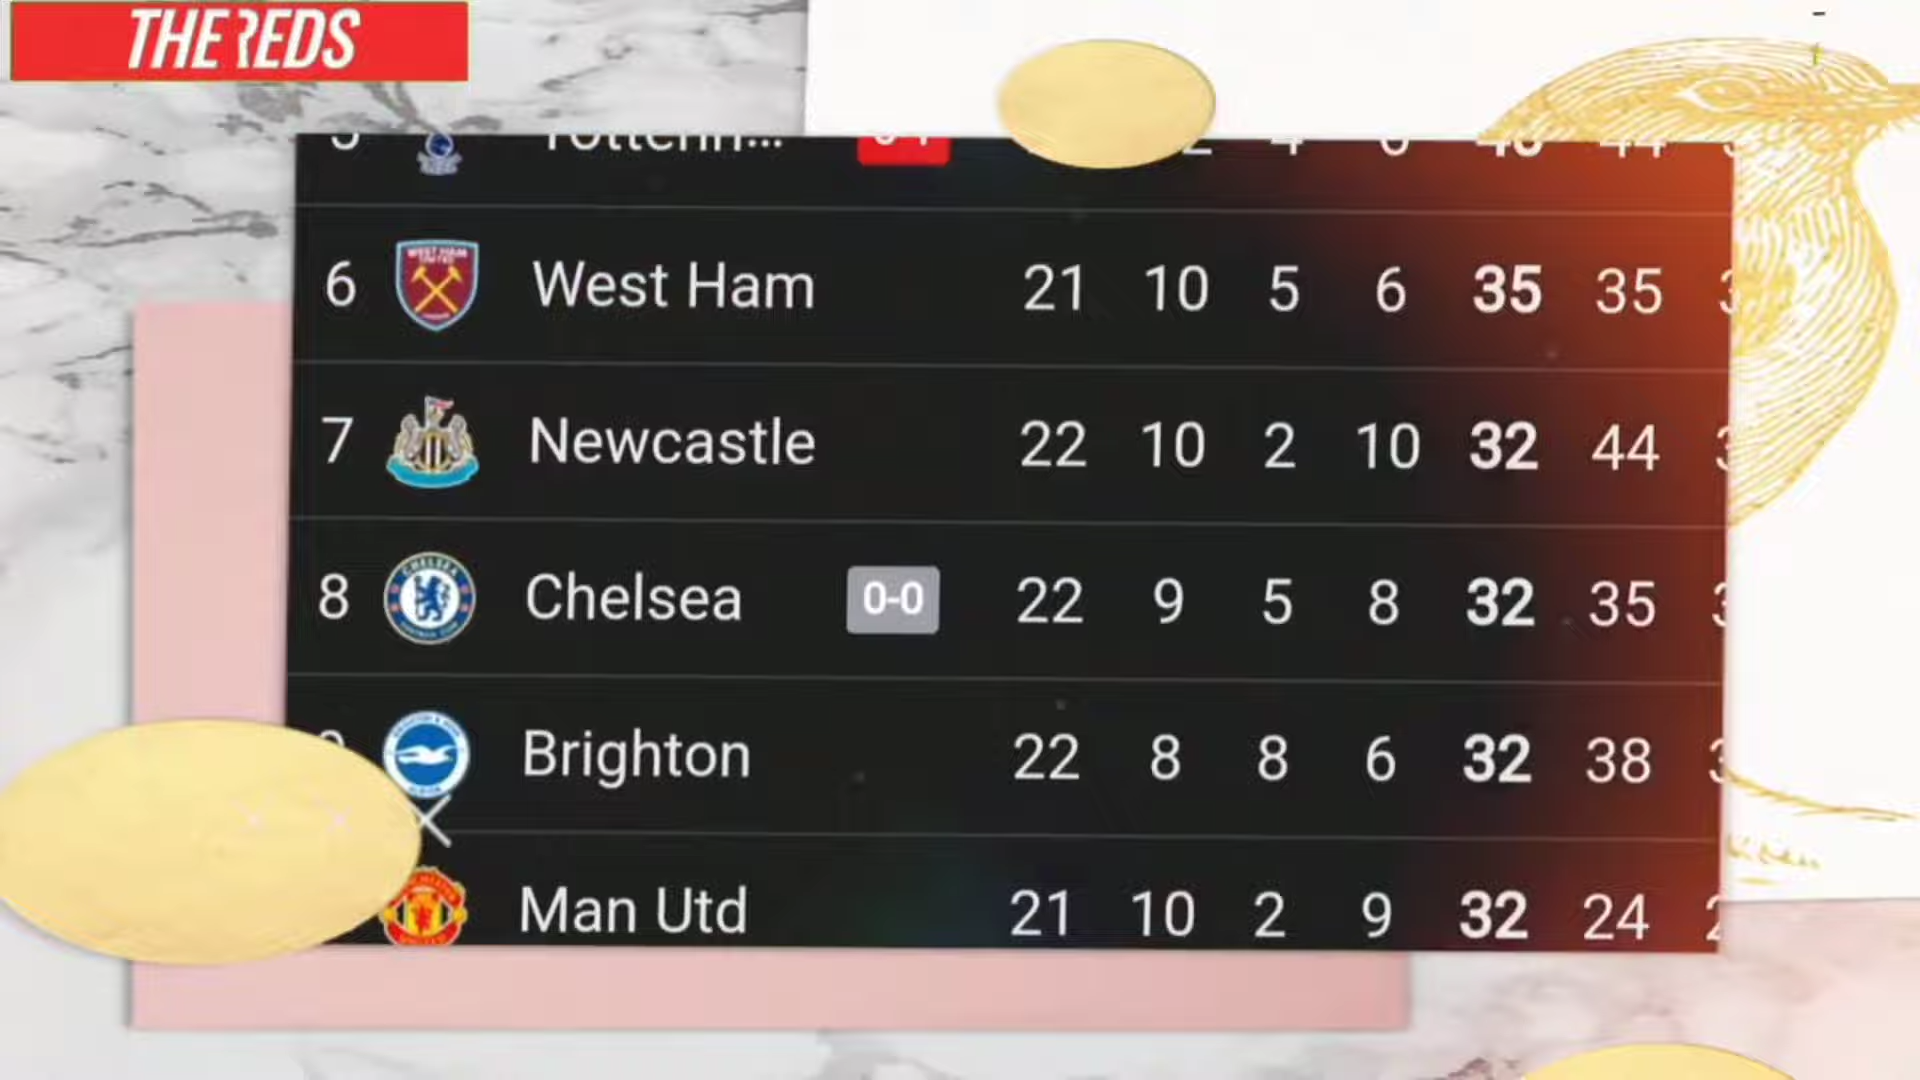 THE REDS
6 West Ham 21 10 5 6 35 35
7 Newcastle 22 10 2 10 32 44
8 Chelsea 0-0 22 9 5 8 32 35
Brighton 22 8 8 6 32 38
Man Utd 21 10 2 9 32 24